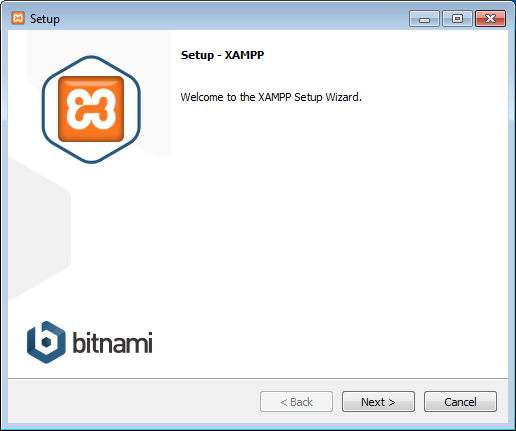 Setup
Setup - XAMPP
Welcome to the XAMPP Setup Wizard.
bitnami
< Back
Next >
Cancel